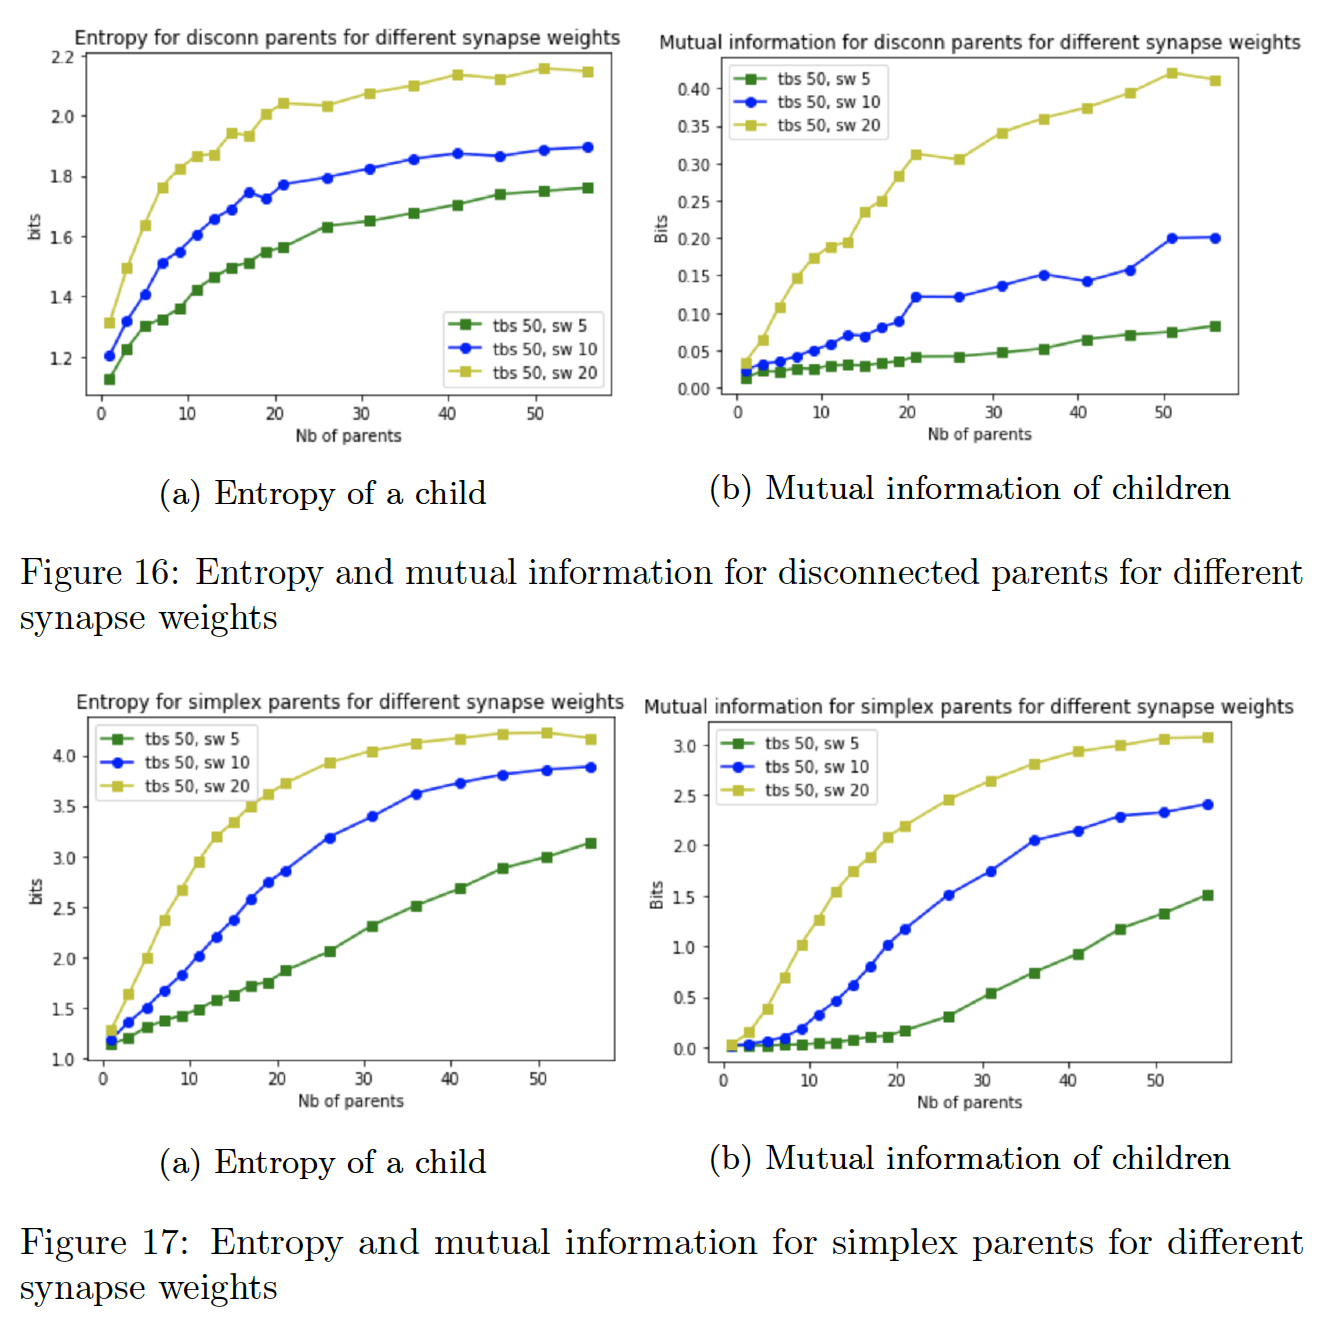 Entropy for disconn parents for different synapse weights
2.2
2.0
1.8
1.6
1.4
1.2
bits
tbs 50, sw 5
tbs 50, sw 10
tbs 50, sw 20
0 10 20 30 40 50
Nb of parents
(a) Entropy of a child
Mutual information for disconn parents for different synapse weights
tbs 50, sw 5
tbs 50, sw 10
tbs 50, sw 20
0.40
0.35
0.30
0.25
0.20
0.15
0.10
0.05
0.00
Bits
0 10 20 30 40 50
Nb of parents
(b) Mutual information of children
Figure 16: Entropy and mutual information for disconnected parents for different
synapse weights
Entropy for simplex parents for different synapse weights
tbs 50, sw 5
tbs 50, sw 10
tbs 50, sw 20
4.0
3.5
3.0
2.5
2.0
1.5
1.0
bits
0 10 20 30 40 50
Nb of parents
(a) Entropy of a child
Mutual information for simplex parents for different synapse weights
tbs 50, sw 5
tbs 50, sw 10
tbs 50, sw 20
3.0
2.5
2.0
1.5
1.0
0.5
0.0
Bits
0 10 20 30 40 50
Nb of parents
(b) Mutual information of children
Figure 17: Entropy and mutual information for simplex parents for different
synapse weights